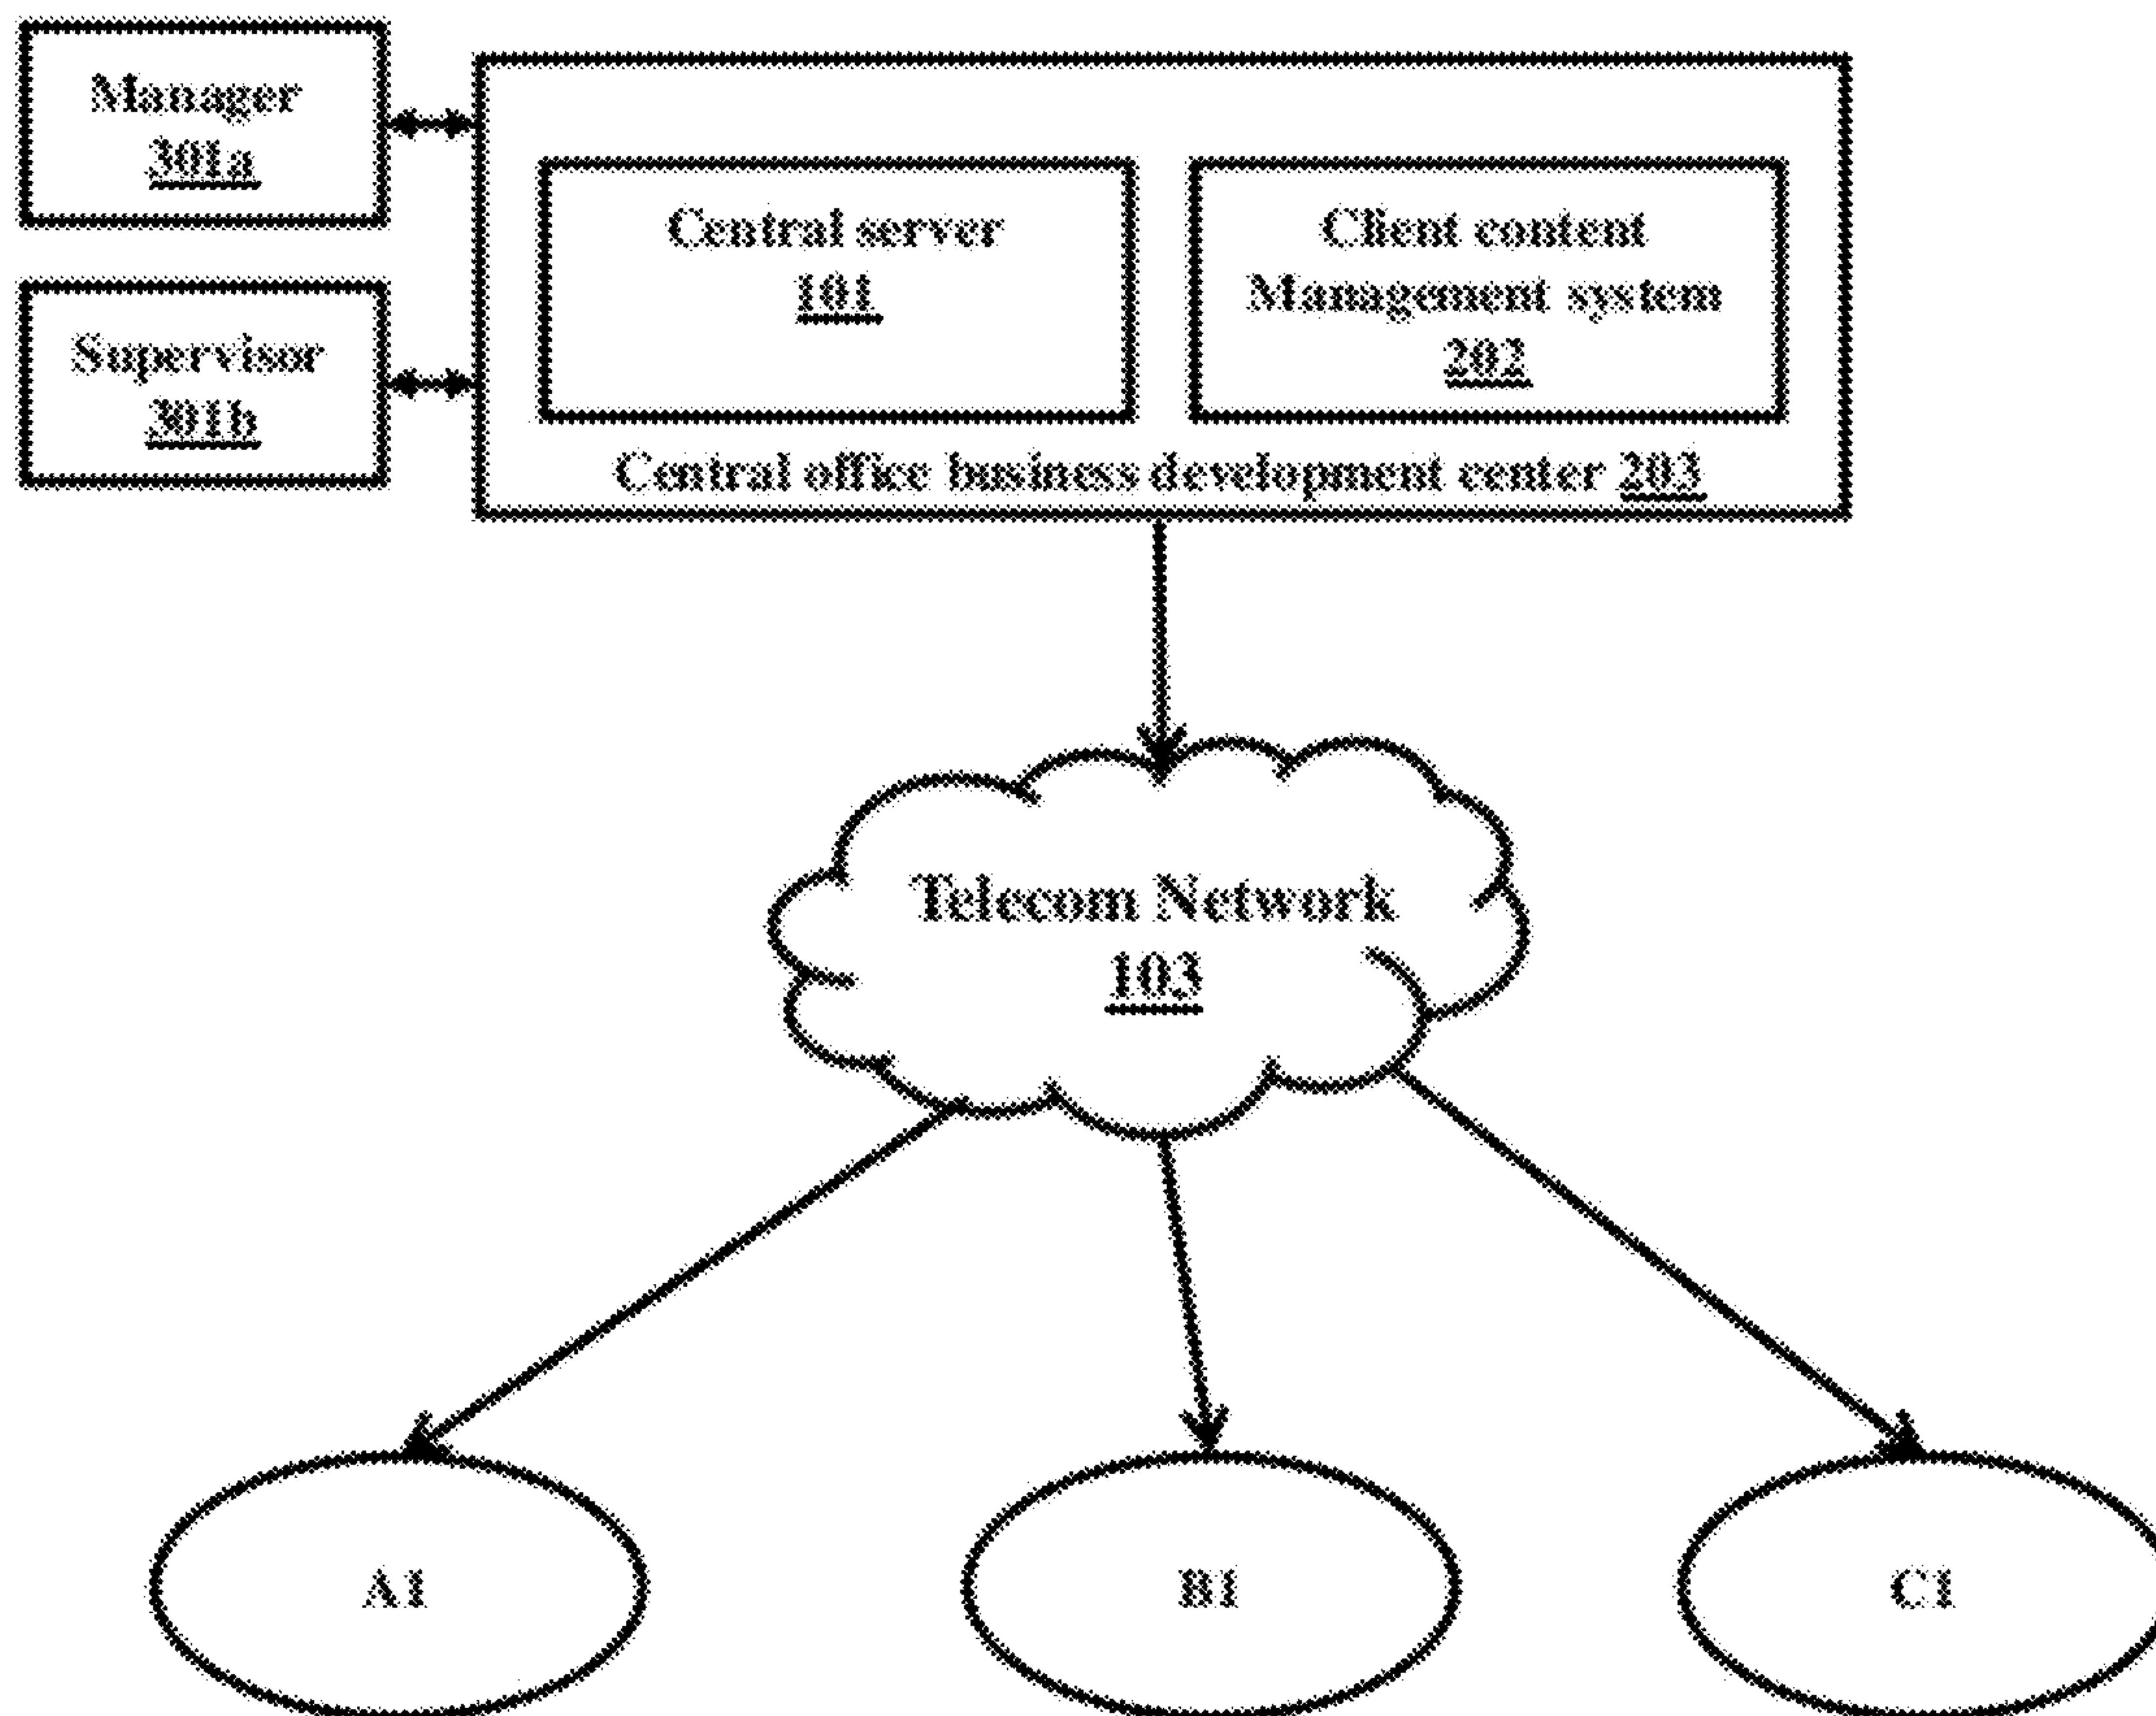 Manager
301a
Supervisor
301b
Central server
101
Client content
Management system
202
Central office business development center 203
Telecom Network
103
A1
B1
C1